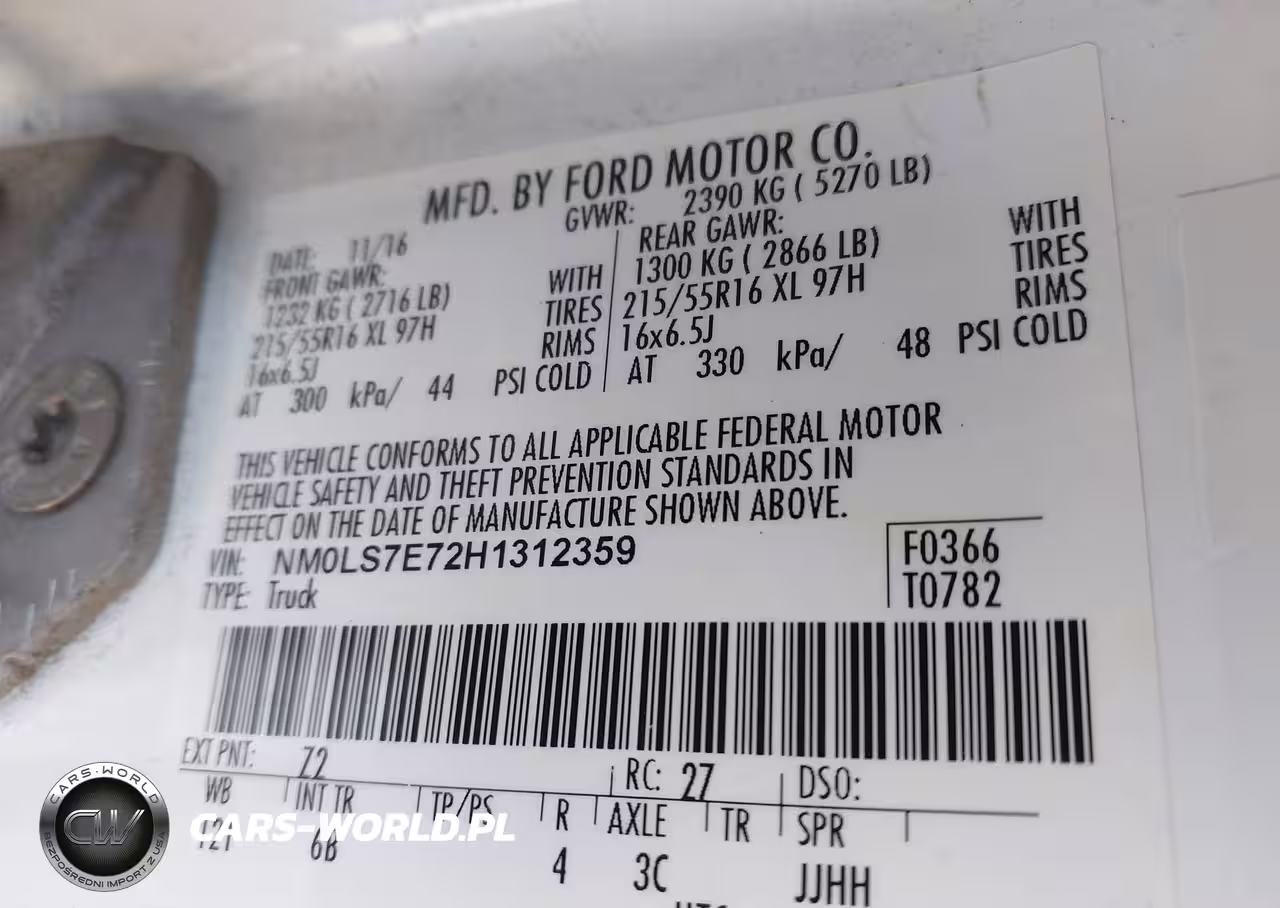 MFD. BY FORD MOTOR CO.
DATE: 11/16 GVWR: 2390 KG ( 5270 LB)
FRONT GAWR: REAR GAWR:
1232 KG ( 2716 LB) WITH 1300 KG ( 2866 LB) WITH
215/55R16 XL 97H TIRES 215/55R16 XL 97H TIRES
16x6.5J RIMS 16x6.5J RIMS
AT 300 kPa/ 44 PSI COLD AT 330 kPa/ 48 PSI COLD
THIS VEHICLE CONFORMS TO ALL APPLICABLE FEDERAL MOTOR
VEHICLE SAFETY AND THEFT PREVENTION STANDARDS IN
EFFECT ON THE DATE OF MANUFACTURE SHOWN ABOVE.
VIN: NM0LS7E72H1312359 F0366
TYPE: Truck T0782
EXT PNT: Z2 RC: 27 DSO:
WB INT TR TP/PS R AXLE TR SPR
121 6B 4 3C JJHH
CARS-WORLD
CW
BEZPOŚREDNI IMPORT Z USA
CARS-WORLD.PL